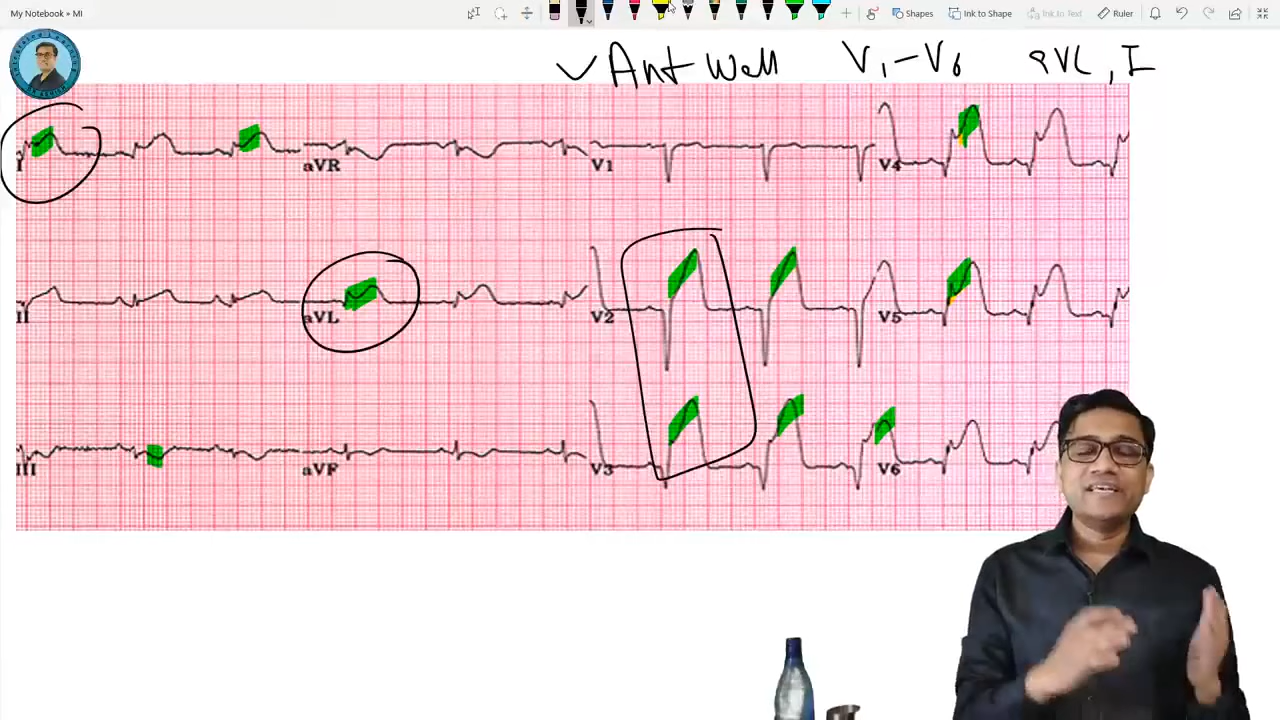 My Notebook » MI
Shapes
Ink to Shape
Ink to Text
Ruler
✓ Ant Wall V1-V6 aVL, I
I
aVR
V1
V4
II
aVL
V2
V5
III
aVF
V3
V6